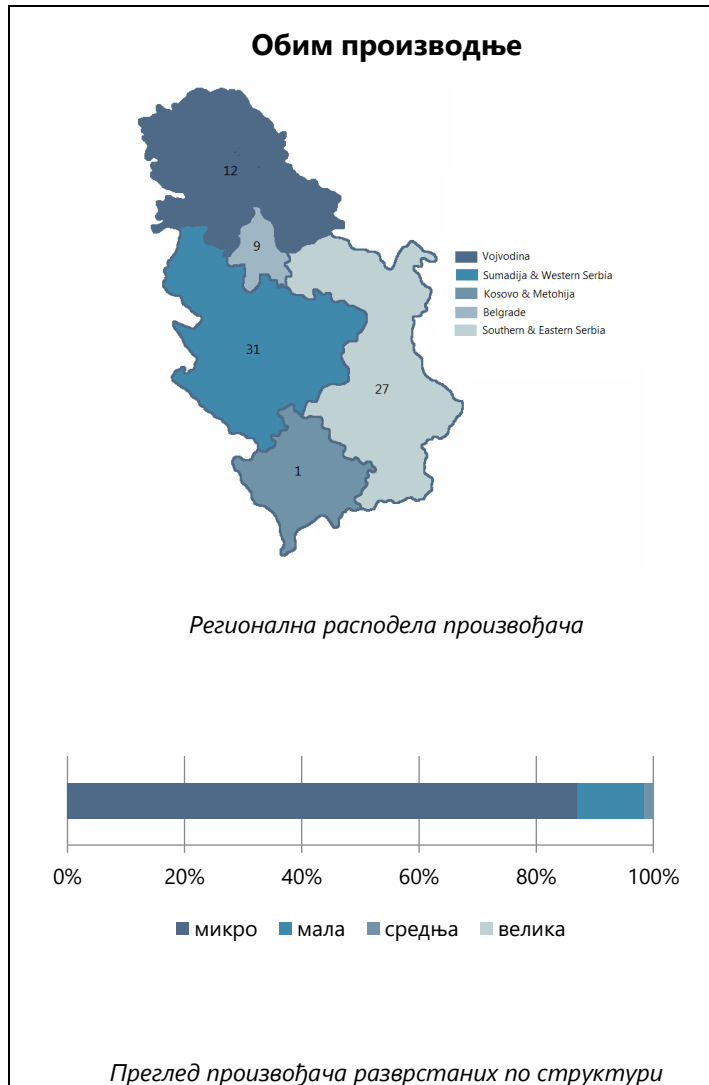 Обим производње
12
9
31
27
1
Vojvodina
Sumadija & Western Serbia
Kosovo & Metohija
Belgrade
Southern & Eastern Serbia
Регионална расподела произвођача
0% 20% 40% 60% 80% 100%
микро мала средња велика
Преглед произвођача разврстаних по структури